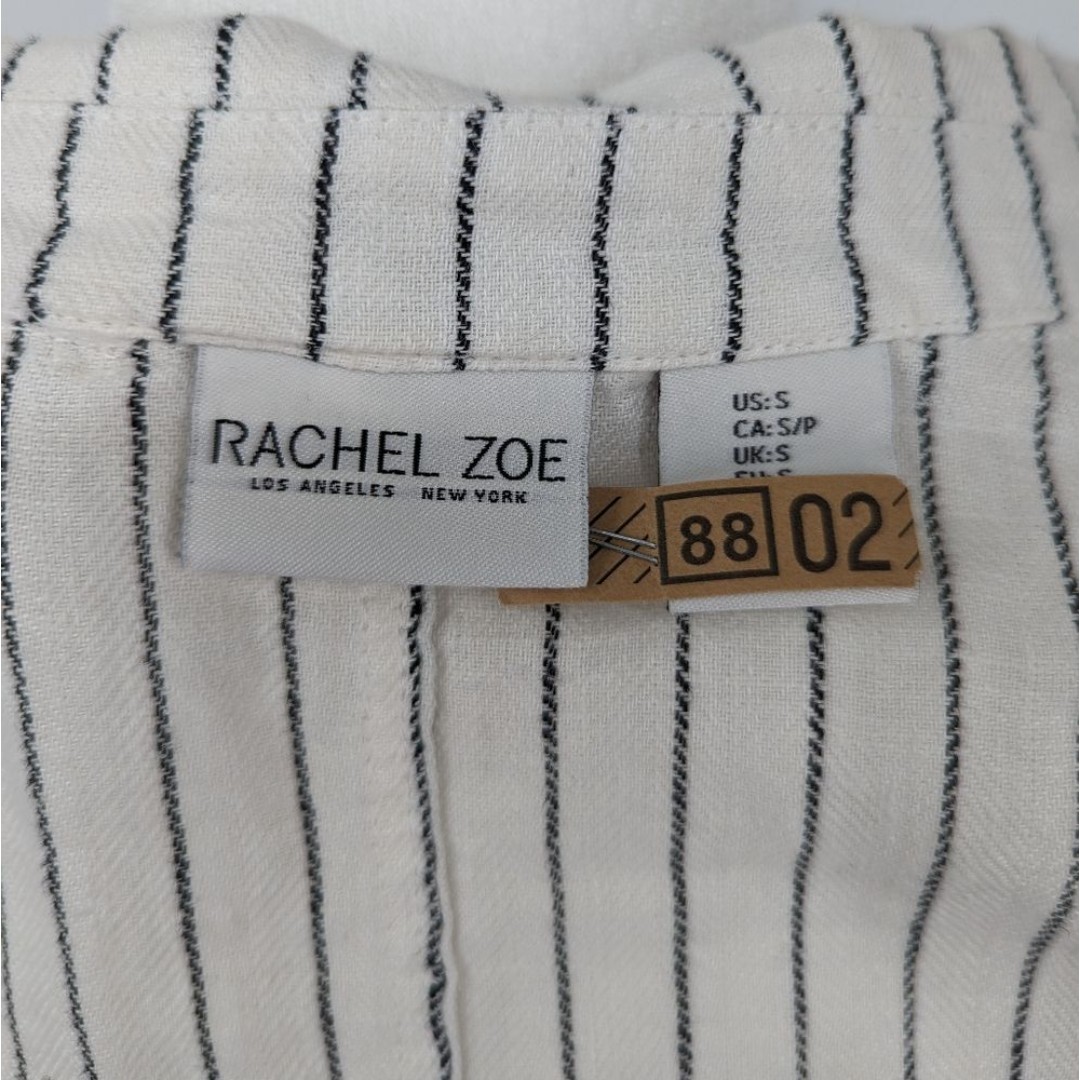 RACHEL ZOE
LOS ANGELES NEW YORK
US: S
CA: S/P
UK: S
88 02